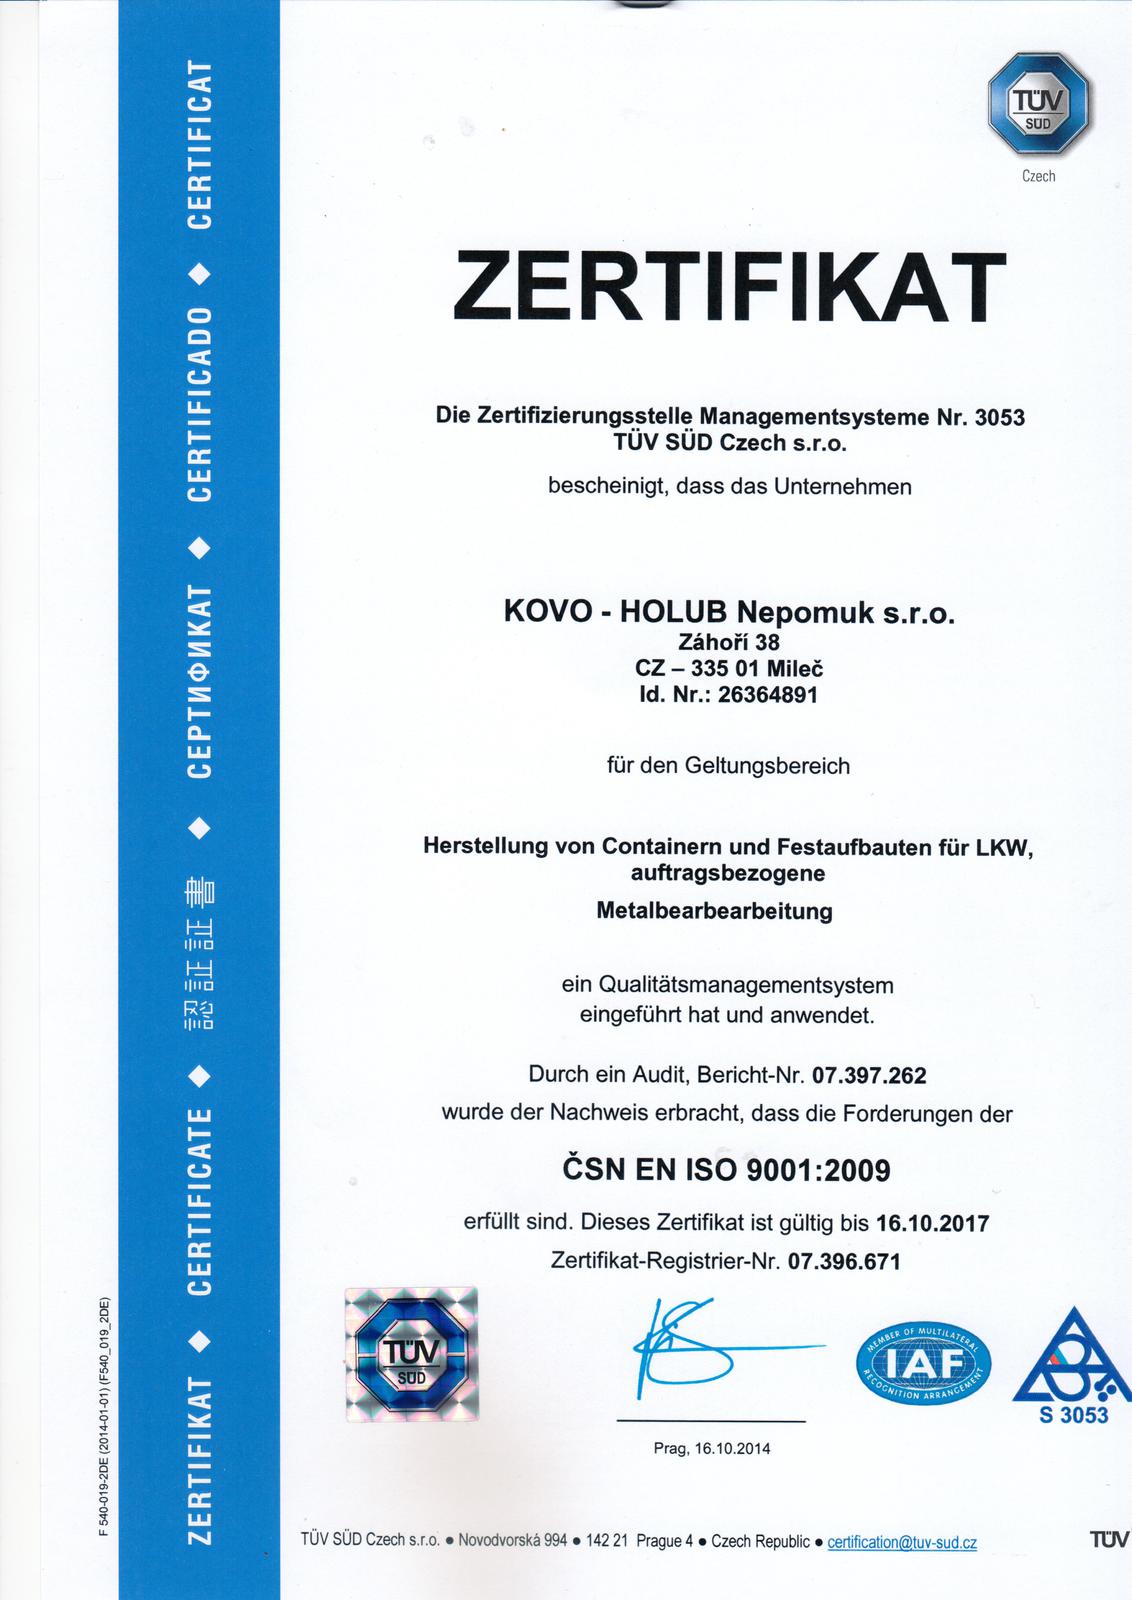 TÜV
SÜD
Czech
ZERTIFIKAT
Die Zertifizierungsstelle Managementsysteme Nr. 3053
TÜV SÜD Czech s.r.o.
bescheinigt, dass das Unternehmen
KOVO - HOLUB Nepomuk s.r.o.
Záhoří 38
CZ – 335 01 Mileč
Id. Nr.: 26364891
für den Geltungsbereich
Herstellung von Containern und Festaufbauten für LKW,
auftragsbezogene
Metalbearbearbeitung
ein Qualitätsmanagementsystem
eingeführt hat und anwendet.
Durch ein Audit, Bericht-Nr. 07.397.262
wurde der Nachweis erbracht, dass die Forderungen der
ČSN EN ISO 9001:2009
erfüllt sind. Dieses Zertifikat ist gültig bis 16.10.2017
Zertifikat-Registrier-Nr. 07.396.671
TÜV
SÜD
MEMBER OF MULTILATERAL
IAF
RECOGNITION ARRANGEMENT
S 3053
Prag, 16.10.2014
TÜV SÜD Czech s.r.o. ● Novodvorská 994 ● 142 21 Prague 4 ● Czech Republic ● certification@tuv-sud.cz
TÜV
ZERTIFIKAT ◆ CERTIFICATE ◆ 認証証書 ◆ СЕРТИФИКАТ ◆ CERTIFICADO ◆ CERTIFICAT
F 540-019-2DE (2014-01-01) (F540_019_2DE)